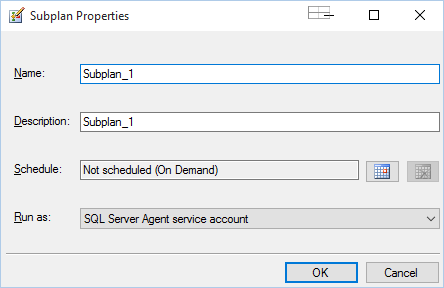 Subplan Properties
Name: Subplan_1
Description: Subplan_1
Schedule: Not scheduled (On Demand)
Run as: SQL Server Agent service account
OK Cancel